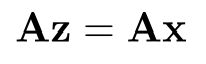 Az = Ax